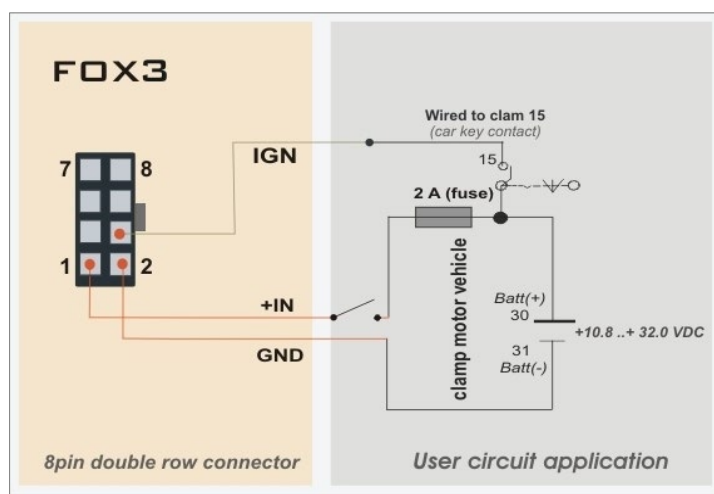 FOX3
7
8
1
2
IGN
+IN
GND
8pin double row connector
Wired to clam 15
(car key contact)
15
2 A (fuse)
clamp motor vehicle
Batt(+)
30
+10.8 ..+ 32.0 VDC
31
Batt(-)
User circuit application